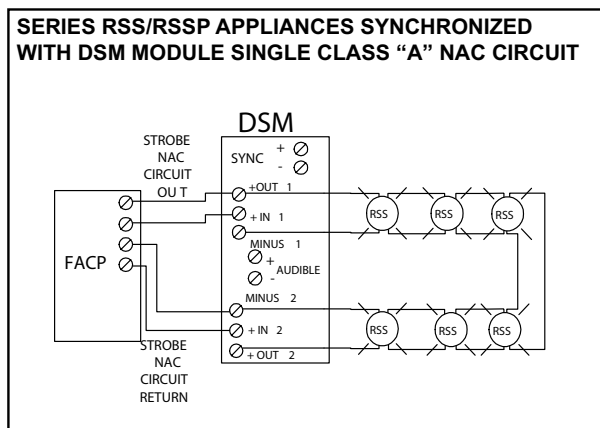 SERIES RSS/RSSP APPLIANCES SYNCHRONIZED
WITH DSM MODULE SINGLE CLASS “A” NAC CIRCUIT
DSM
STROBE
NAC
CIRCUIT
OU T
SYNC + -
+OUT 1
+ IN 1
MINUS 1
+
AUDIBLE
-
MINUS 2
+ IN 2
+ OUT 2
FACP
RSS RSS RSS
RSS RSS RSS
STROBE
NAC
CIRCUIT
RETURN